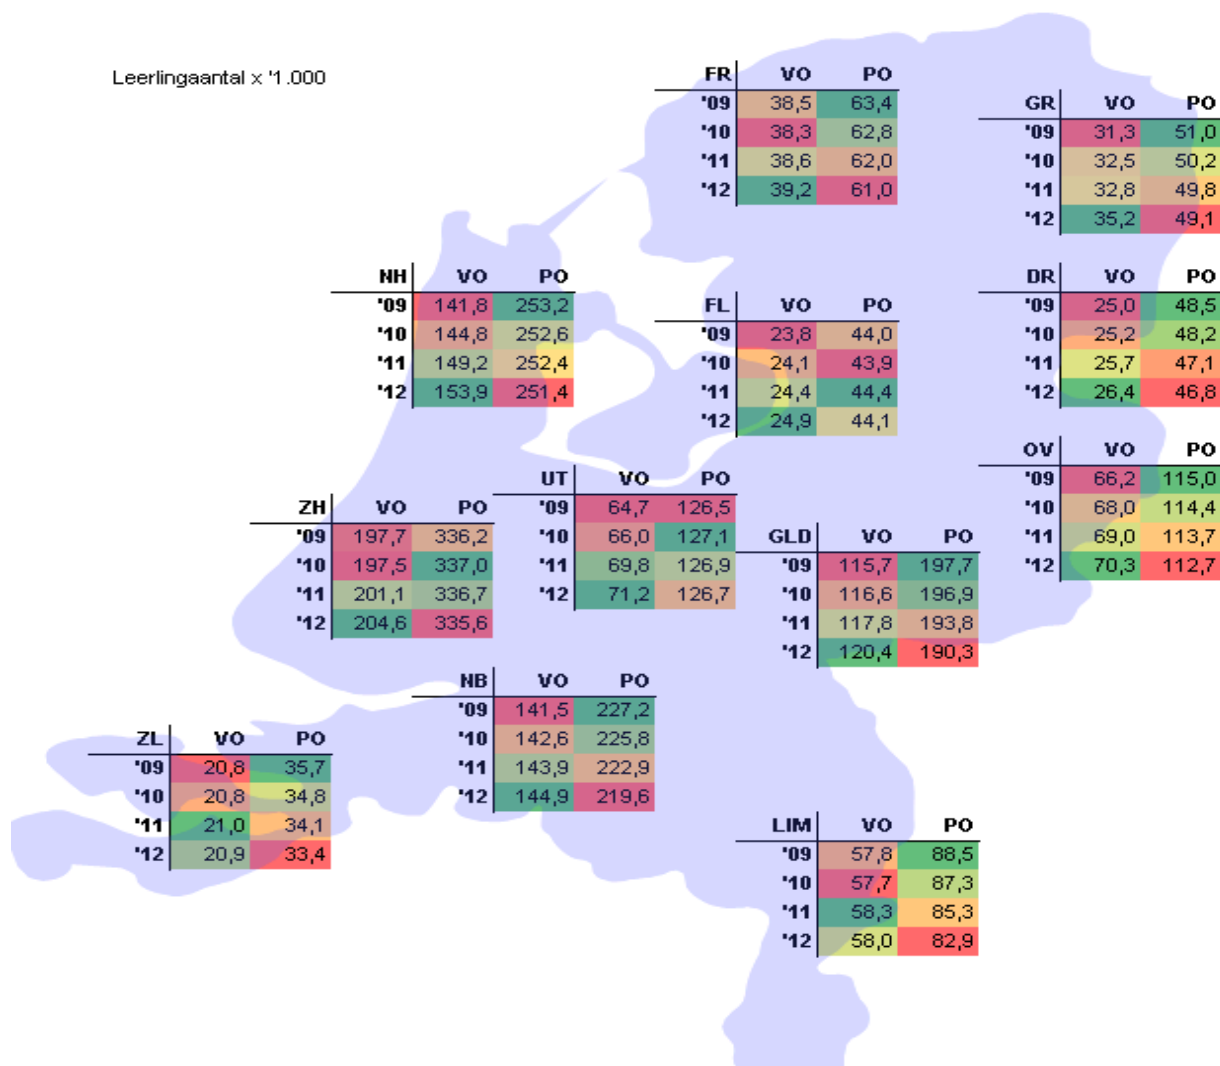 Leerlingaantal x '1.000
FR VO PO
'09 38,5 63,4
'10 38,3 62,8
'11 38,6 62,0
'12 39,2 61,0
GR VO PO
'09 31,3 51,0
'10 32,5 50,2
'11 32,8 49,8
'12 35,2 49,1
NH VO PO
'09 141,8 253,2
'10 144,8 252,6
'11 149,2 252,4
'12 153,9 251,4
FL VO PO
'09 23,8 44,0
'10 24,1 43,9
'11 24,4 44,4
'12 24,9 44,1
DR VO PO
'09 25,0 48,5
'10 25,2 48,2
'11 25,7 47,1
'12 26,4 46,8
OV VO PO
'09 66,2 115,0
'10 68,0 114,4
'11 69,0 113,7
'12 70,3 112,7
ZH VO PO
'09 197,7 336,2
'10 197,5 337,0
'11 201,1 336,7
'12 204,6 335,6
UT VO PO
'09 64,7 126,5
'10 66,0 127,1
'11 69,8 126,9
'12 71,2 126,7
GLD VO PO
'09 115,7 197,7
'10 116,6 196,9
'11 117,8 193,8
'12 120,4 190,3
NB VO PO
'09 141,5 227,2
'10 142,6 225,8
'11 143,9 222,9
'12 144,9 219,6
ZL VO PO
'09 20,8 35,7
'10 20,8 34,8
'11 21,0 34,1
'12 20,9 33,4
LIM VO PO
'09 57,8 88,5
'10 57,7 87,3
'11 58,3 85,3
'12 58,0 82,9